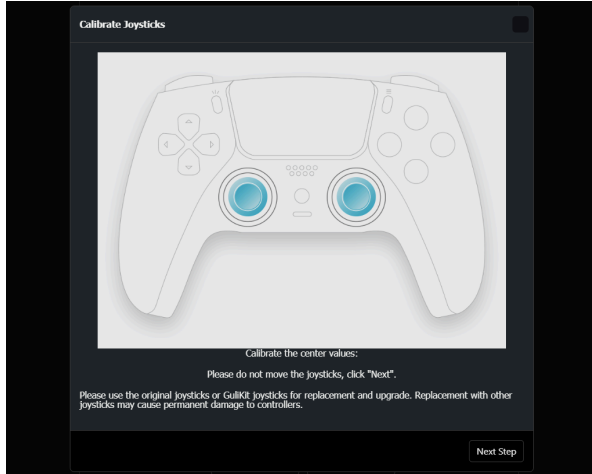 Calibrate Joysticks
Calibrate the center values:
Please do not move the joysticks, click "Next".
Please use the original joysticks or GuliKit joysticks for replacement and upgrade. Replacement with other
joysticks may cause permanent damage to controllers.
Next Step